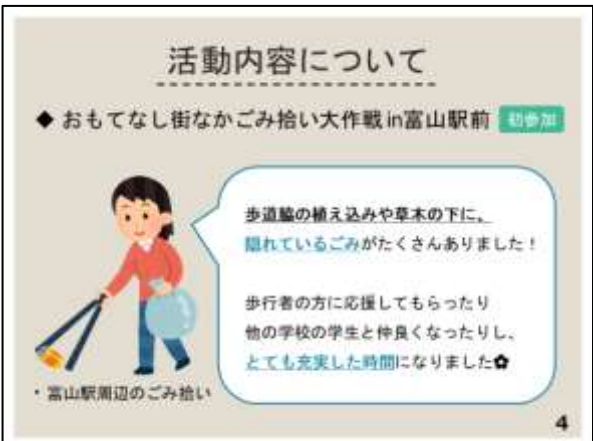 活動内容について
◆ おもてなし街なかごみ拾い大作戦in富山駅前 初参加
歩道脇の植え込みや草木の下に、
隠れているごみがたくさんありました！
歩行者の方に応援してもらったり
他の学校の学生と仲良くなったりし、
とても充実した時間になりました✿
・富山駅周辺のごみ拾い
4